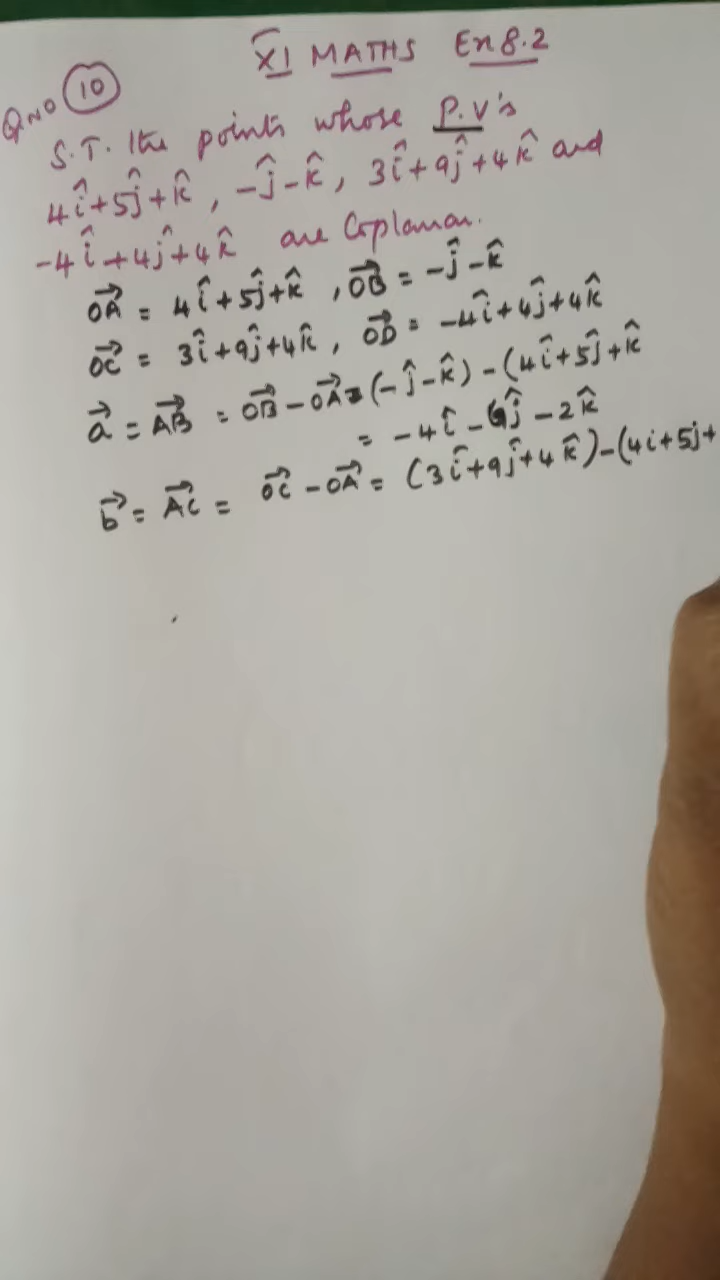 XI MATHS Ex 8.2
Q.NO 10
S.T. the points whose P.V's
4î+5ĵ+k̂, -ĵ-k̂, 3î+9ĵ+4k̂ and
-4î+4ĵ+4k̂ are Coplanar.
OA⃗ = 4î+5ĵ+k̂, OB⃗ = -ĵ-k̂
OC⃗ = 3î+9ĵ+4k̂, OD⃗ = -4î+4ĵ+4k̂
a⃗ = AB⃗ = OB⃗ - OA⃗ = (-ĵ-k̂) - (4î+5ĵ+k̂
= -4î - 6ĵ - 2k̂
b⃗ = AC⃗ = OC⃗ - OA⃗ = (3î+9ĵ+4k̂) - (4i+5j+